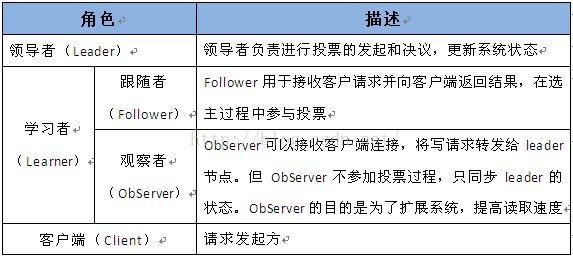 角色 描述
领导者（Leader） 领导者负责进行投票的发起和决议，更新系统状态
学习者
（Learner）
跟随者
（Follower）
Follower 用于接收客户请求并向客户端返回结果，在选
主过程中参与投票
观察者
（ObServer）
ObServer 可以接收客户端连接，将写请求转发给 leader
节点。但 ObServer 不参加投票过程，只同步 leader 的
状态。ObServer 的目的是为了扩展系统，提高读取速度
客户端（Client） 请求发起方